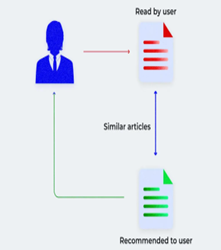 Read by user
Similar articles
Recommended to user